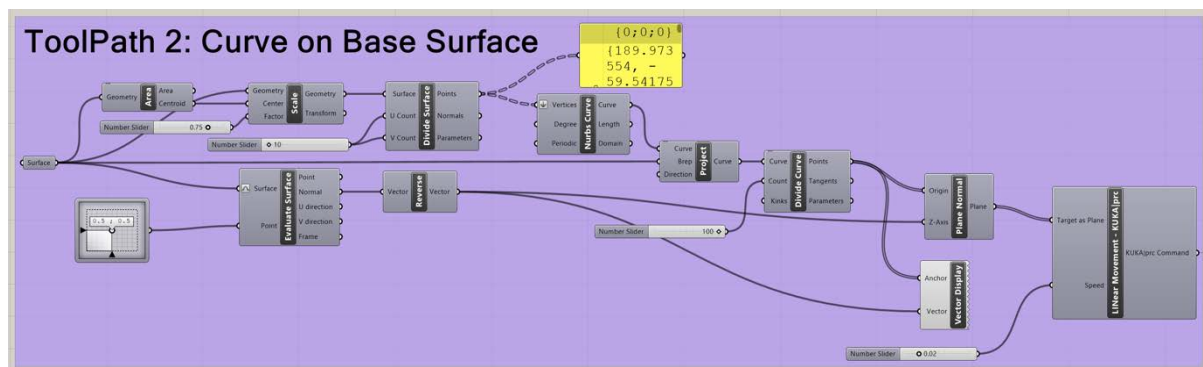 ToolPath 2: Curve on Base Surface
{0;0;0}
{189.973
554, -
59.54175
Geometry
Area
Area
Centroid
Geometry
Center
Factor
Scale
Geometry
Transform
Surface
U Count
V Count
Divide Surface
Points
Normals
Parameters
Number Slider
0.75
Number Slider
10
Vertices
Degree
Periodic
Nurbs Curve
Curve
Length
Domain
Surface
Curve
Brep
Direction
Project
Curve
Curve
Count
Kinks
Divide Curve
Points
Tangents
Parameters
Surface
Point
Evaluate Surface
Point
Normal
U direction
V direction
Frame
Vector
Reverse
Vector
0.5 ; 0.5
Number Slider
100
Origin
Z-Axis
Plane Normal
Plane
Anchor
Vector
Vector Display
Target as Plane
Speed
LINear Movement - KUKA|prc
KUKA|prc Command
Number Slider
0.02